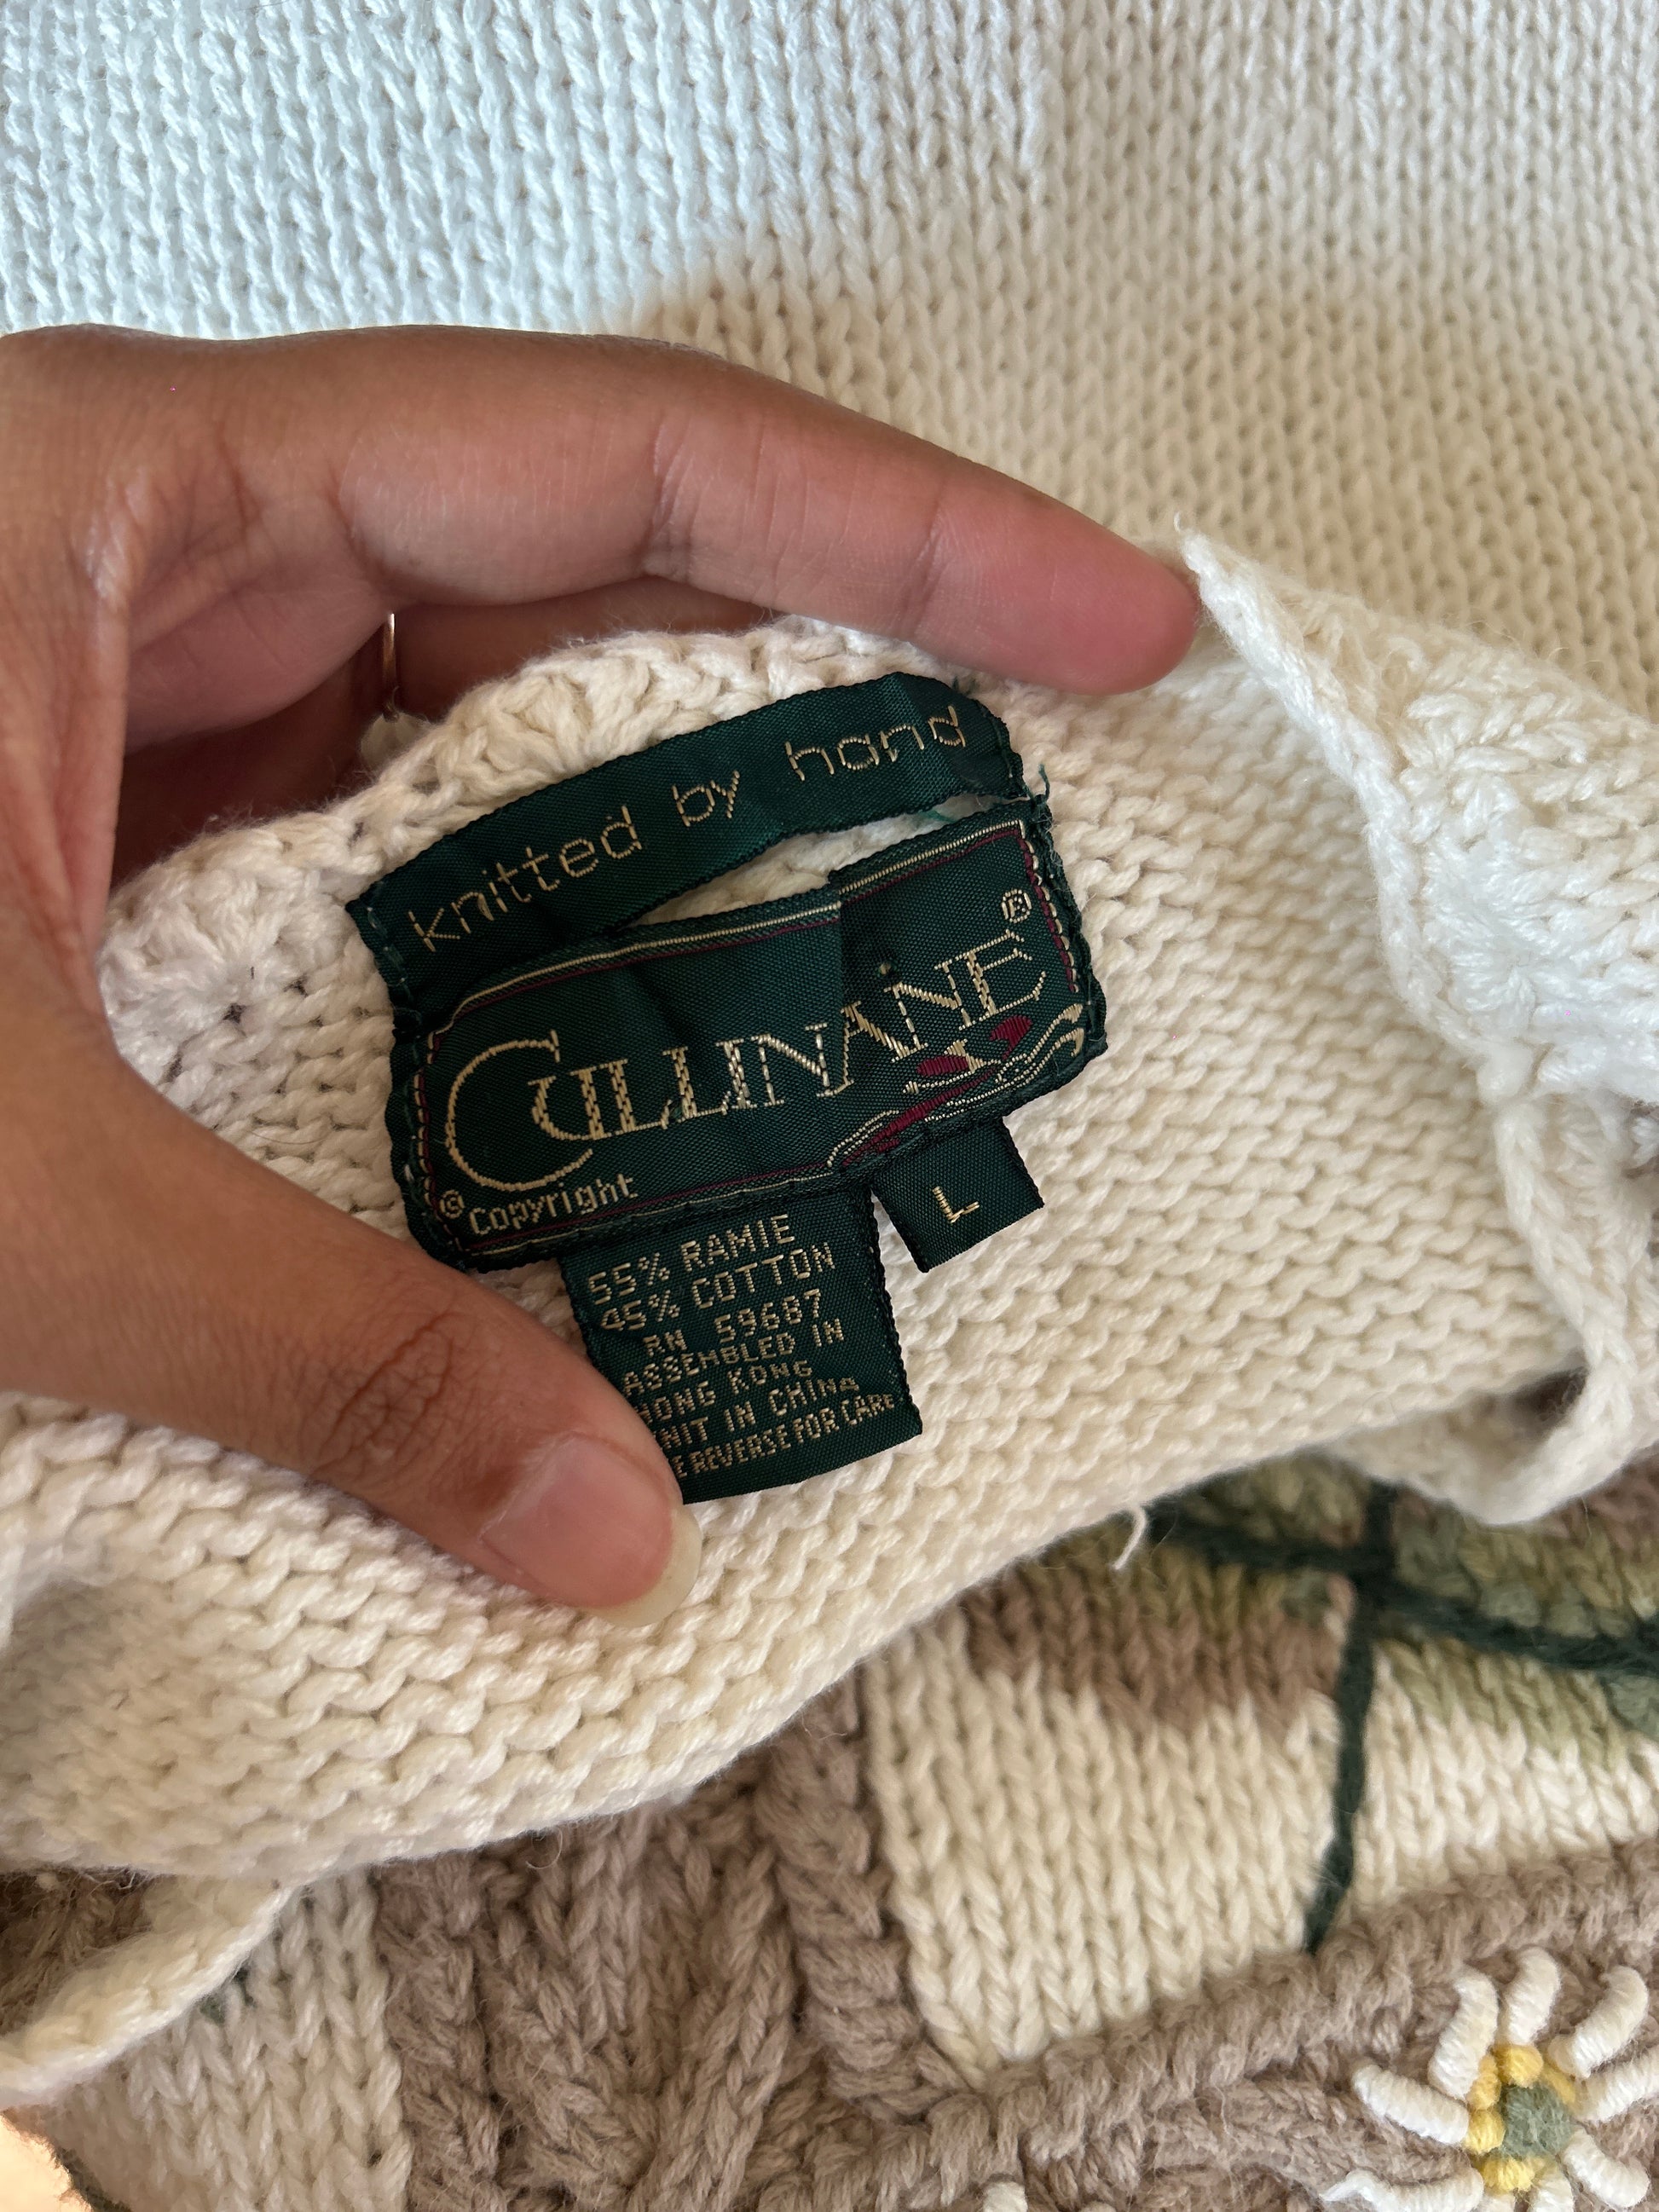 knitted by hand
CULLINANE®
© Copyright
L
55% RAMIE
45% COTTON
RN 59687
ASSEMBLED IN
HONG KONG
KNIT IN CHINA
REVERSE FOR CARE